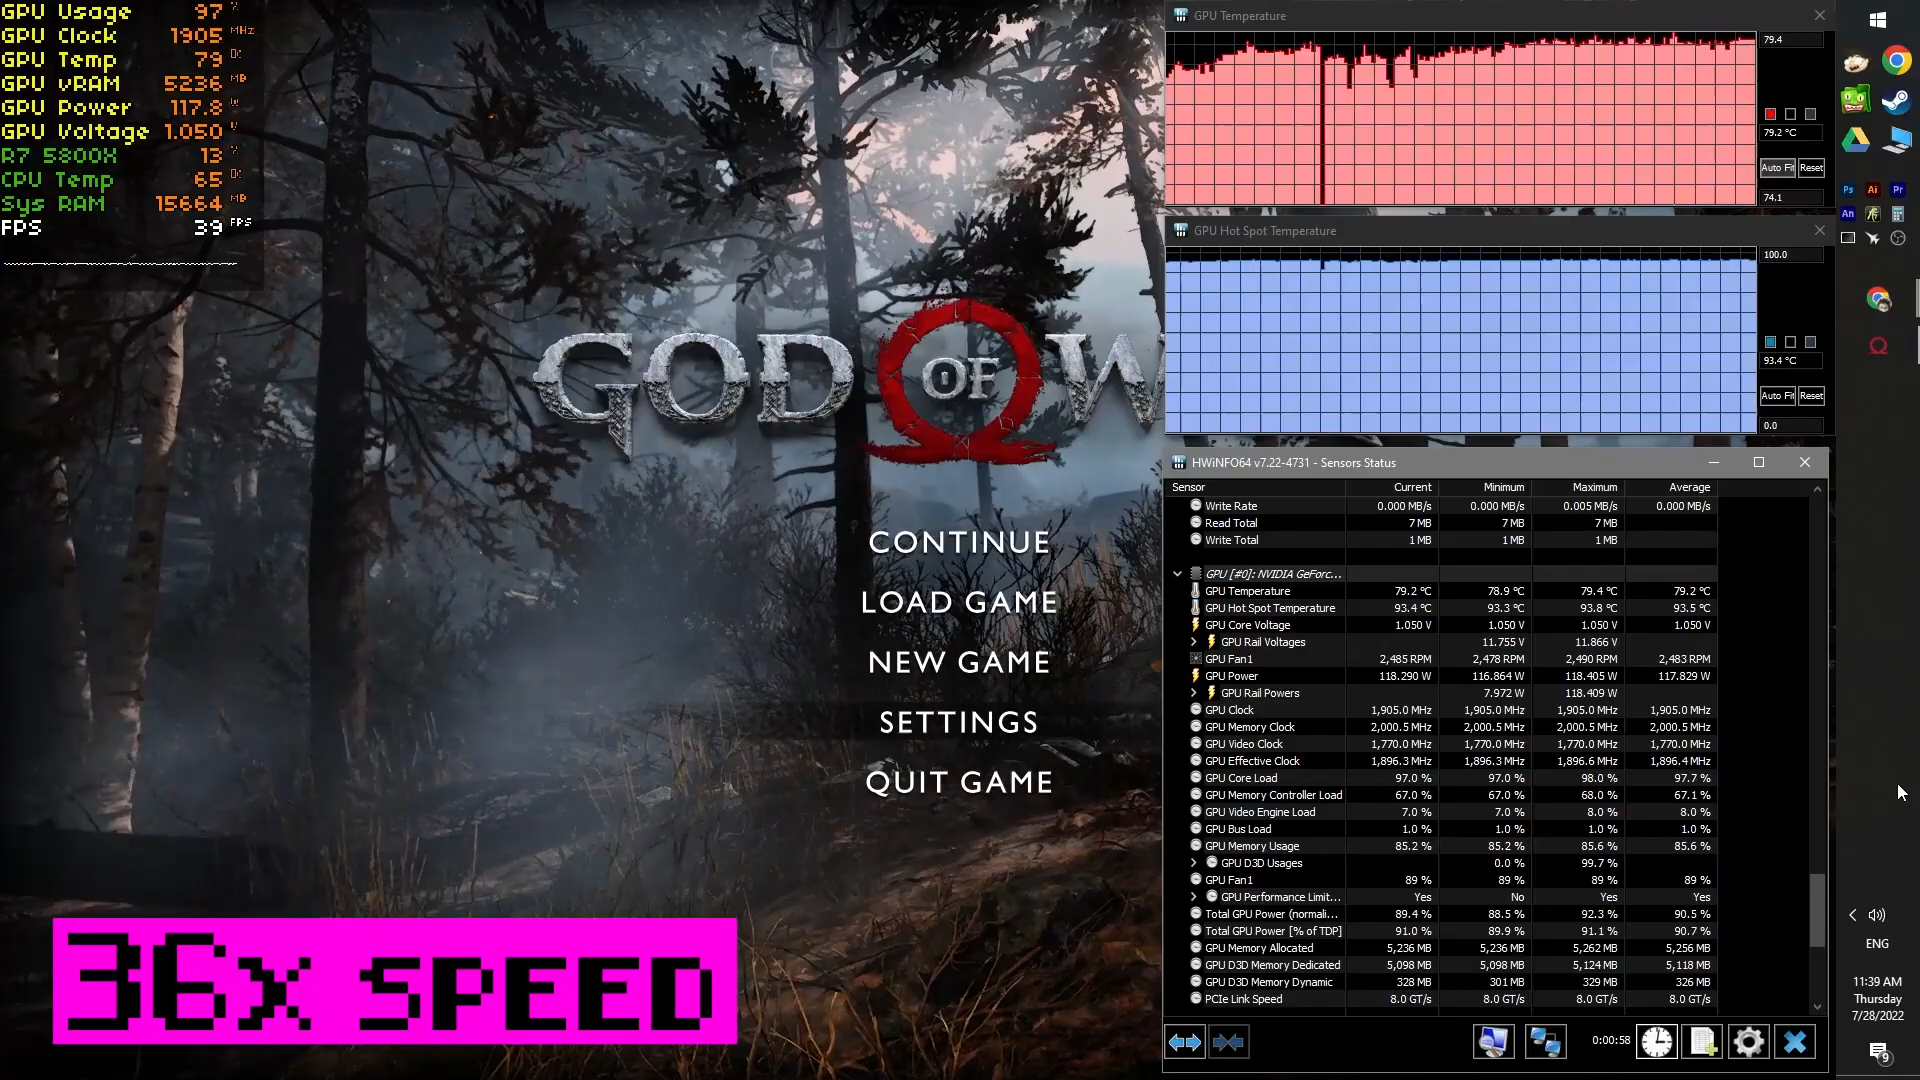 GPU Usage 97 %
GPU Clock 1905 MHz
GPU Temp 79 °C
GPU vRAM 5236 MB
GPU Power 117.8 W
GPU Voltage 1.050 V
R7 5800X 13 %
CPU Temp 65 °C
Sys RAM 15664 MB
FPS 39 FPS
GOD OF W
CONTINUE
LOAD GAME
NEW GAME
SETTINGS
QUIT GAME
36x SPEED
GPU Temperature
79.4
79.2 °C
Auto Fit Reset
74.1
GPU Hot Spot Temperature
100.0
93.4 °C
Auto Fit Reset
0.0
HWiNFO64 v7.22-4731 - Sensors Status
Sensor Current Minimum Maximum Average
Write Rate 0.000 MB/s 0.000 MB/s 0.005 MB/s 0.000 MB/s
Read Total 7 MB 7 MB 7 MB
Write Total 1 MB 1 MB 1 MB
GPU [#0]: NVIDIA GeForc...
GPU Temperature 79.2 °C 78.9 °C 79.4 °C 79.2 °C
GPU Hot Spot Temperature 93.4 °C 93.3 °C 93.8 °C 93.5 °C
GPU Core Voltage 1.050 V 1.050 V 1.050 V 1.050 V
GPU Rail Voltages 11.755 V 11.866 V
GPU Fan1 2,485 RPM 2,478 RPM 2,490 RPM 2,483 RPM
GPU Power 118.290 W 116.864 W 118.405 W 117.829 W
GPU Rail Powers 7.972 W 118.409 W
GPU Clock 1,905.0 MHz 1,905.0 MHz 1,905.0 MHz 1,905.0 MHz
GPU Memory Clock 2,000.5 MHz 2,000.5 MHz 2,000.5 MHz 2,000.5 MHz
GPU Video Clock 1,770.0 MHz 1,770.0 MHz 1,770.0 MHz 1,770.0 MHz
GPU Effective Clock 1,896.3 MHz 1,896.3 MHz 1,896.6 MHz 1,896.4 MHz
GPU Core Load 97.0 % 97.0 % 98.0 % 97.7 %
GPU Memory Controller Load 67.0 % 67.0 % 68.0 % 67.1 %
GPU Video Engine Load 7.0 % 7.0 % 8.0 % 8.0 %
GPU Bus Load 1.0 % 1.0 % 1.0 % 1.0 %
GPU Memory Usage 85.2 % 85.2 % 85.6 % 85.6 %
GPU D3D Usages 0.0 % 99.7 %
GPU Fan1 89 % 89 % 89 % 89 %
GPU Performance Limit... Yes No Yes Yes
Total GPU Power (normali... 89.4 % 88.5 % 92.3 % 90.5 %
Total GPU Power [% of TDP] 91.0 % 89.9 % 91.1 % 90.7 %
GPU Memory Allocated 5,236 MB 5,236 MB 5,262 MB 5,256 MB
GPU D3D Memory Dedicated 5,098 MB 5,098 MB 5,124 MB 5,118 MB
GPU D3D Memory Dynamic 328 MB 301 MB 329 MB 326 MB
PCIe Link Speed 8.0 GT/s 8.0 GT/s 8.0 GT/s 8.0 GT/s
0:00:58
Ps Ai Pr
An
ENG
11:39 AM
Thursday
7/28/2022
9